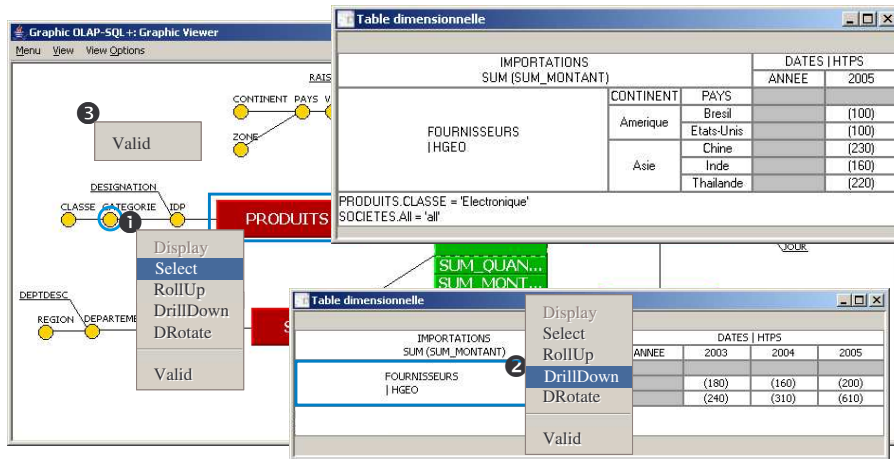 Graphic OLAP-SQL+: Graphic Viewer
Menu View View Options
RAIS
CONTINENT PAYS V
ZONE
3
Valid
DESIGNATION
CLASSE CATEGORIE IDP
1
PRODUITS
Display
Select
RollUp
DrillDown
DRotate
Valid
DEPTDESC
REGION DEPARTEME
S
SUM_QUAN...
SUM_MONT...
JOUR
Table dimensionnelle
IMPORTATIONS
SUM (SUM_MONTANT)
DATES | HTPS
ANNEE 2005
CONTINENT PAYS
FOURNISSEURS
| HGEO
Amerique
Bresil (100)
Etats-Unis (100)
Asie
Chine (230)
Inde (160)
Thailande (220)
PRODUITS.CLASSE = 'Electronique'
SOCIETES.All = 'all'
Table dimensionnelle
IMPORTATIONS
SUM (SUM_MONTANT)
DATES | HTPS
ANNEE 2003 2004 2005
FOURNISSEURS
| HGEO
(180) (160) (200)
(240) (310) (610)
2
Display
Select
RollUp
DrillDown
DRotate
Valid